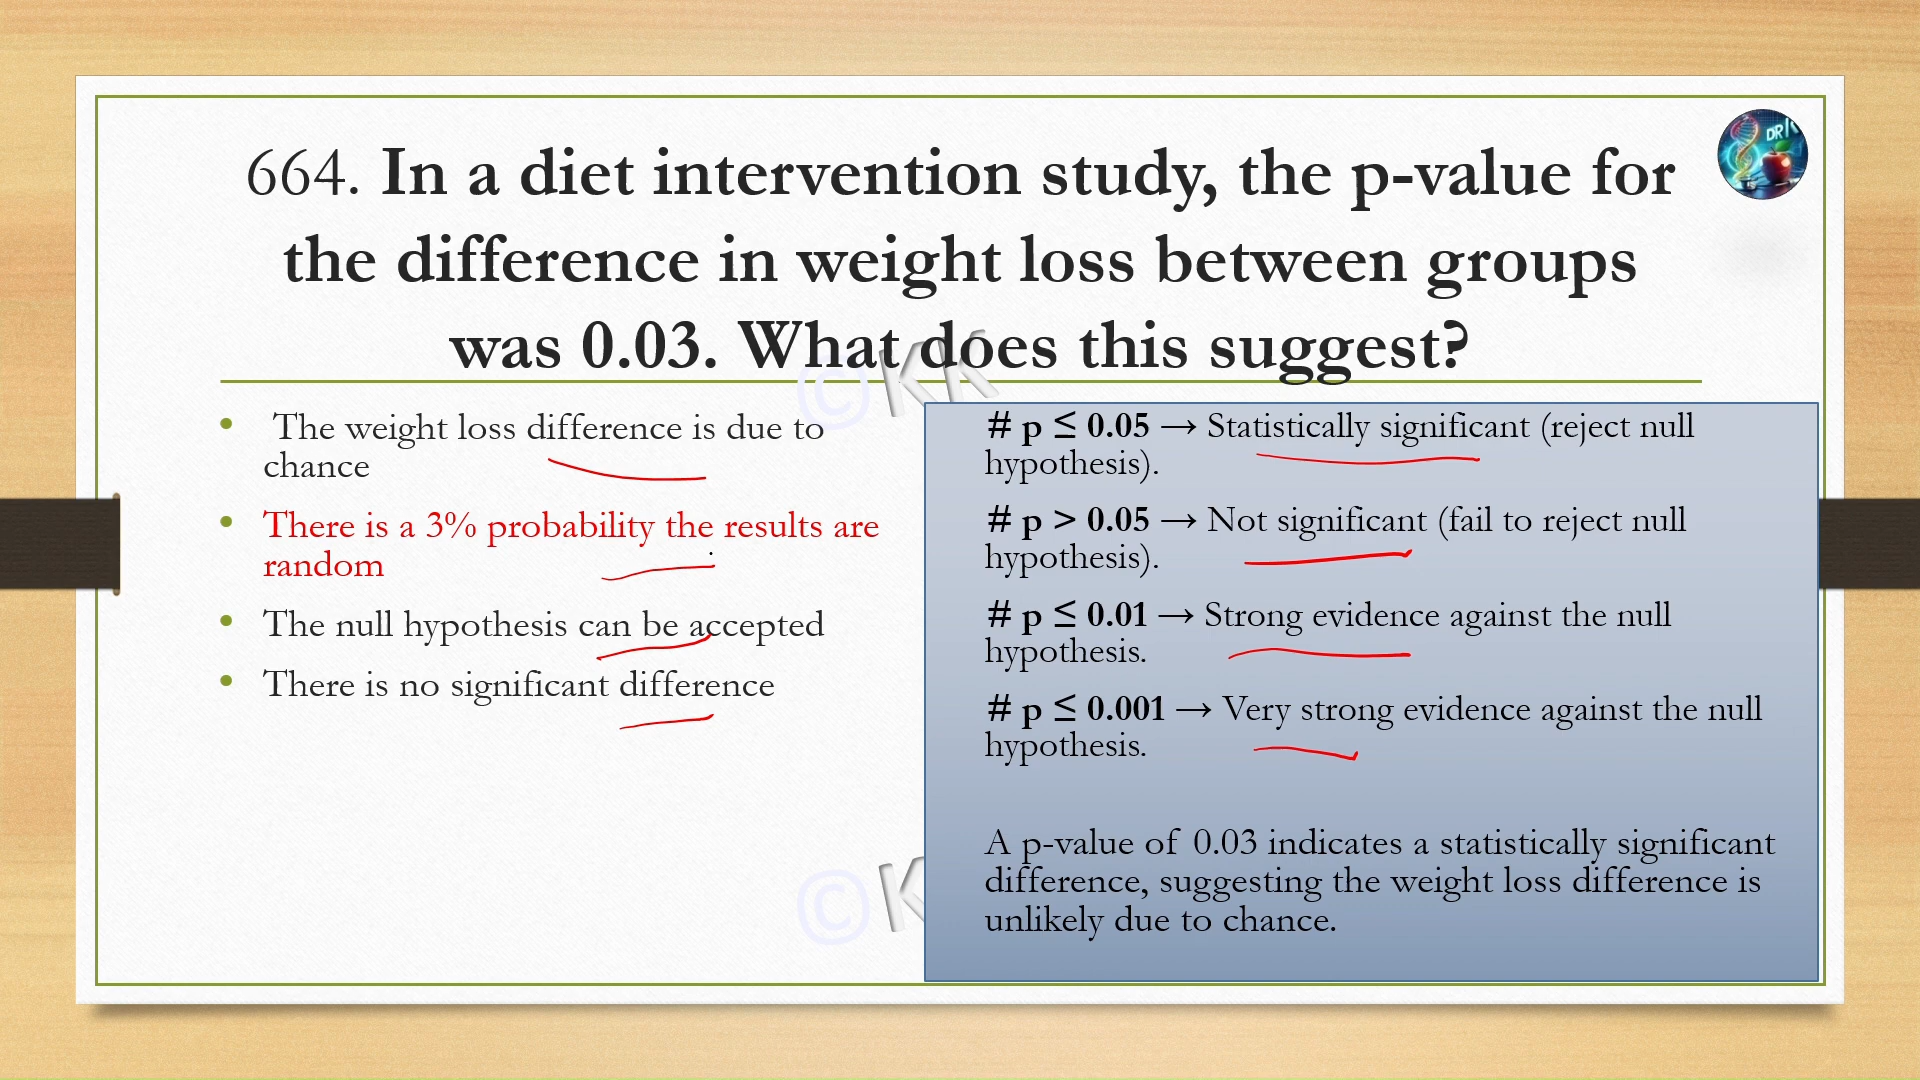 664. In a diet intervention study, the p-value for
the difference in weight loss between groups
was 0.03. What does this suggest?
• The weight loss difference is due to
chance
• There is a 3% probability the results are
random
• The null hypothesis can be accepted
• There is no significant difference
# p ≤ 0.05 → Statistically significant (reject null
hypothesis).
# p > 0.05 → Not significant (fail to reject null
hypothesis).
# p ≤ 0.01 → Strong evidence against the null
hypothesis.
# p ≤ 0.001 → Very strong evidence against the null
hypothesis.
A p-value of 0.03 indicates a statistically significant
difference, suggesting the weight loss difference is
unlikely due to chance.
©KK
©K
DR K